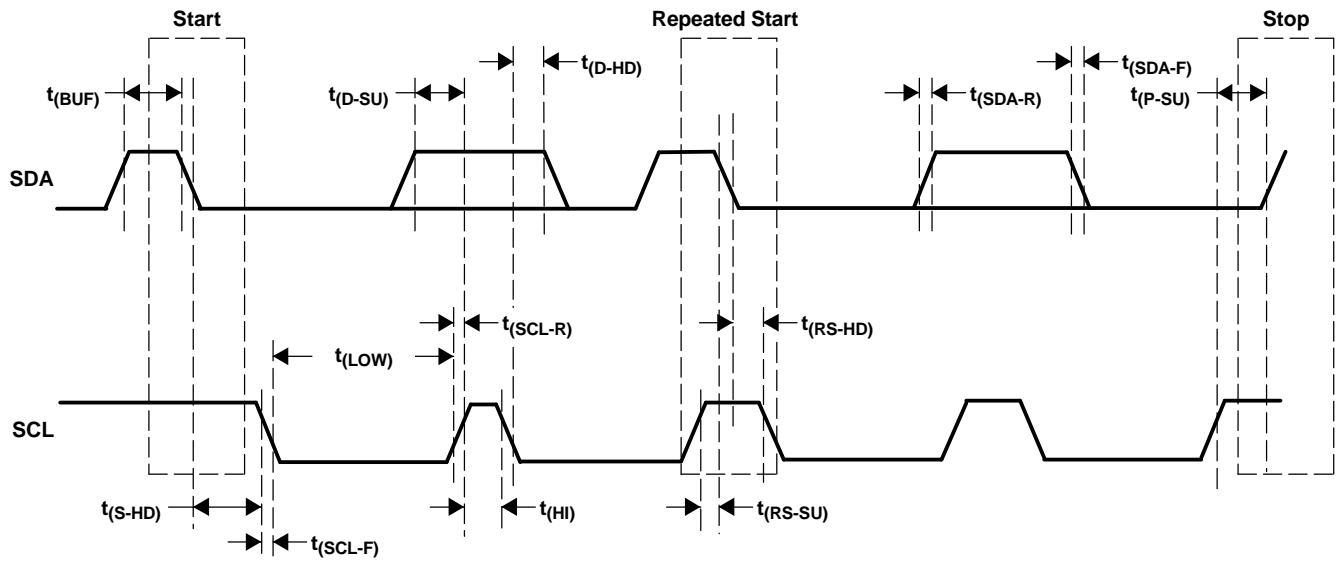 Start
Repeated Start
Stop
t(BUF)
t(D-SU)
t(D-HD)
t(SDA-R)
t(SDA-F)
t(P-SU)
SDA
t(LOW)
t(SCL-R)
t(RS-HD)
SCL
t(S-HD)
t(SCL-F)
t(HI)
t(RS-SU)